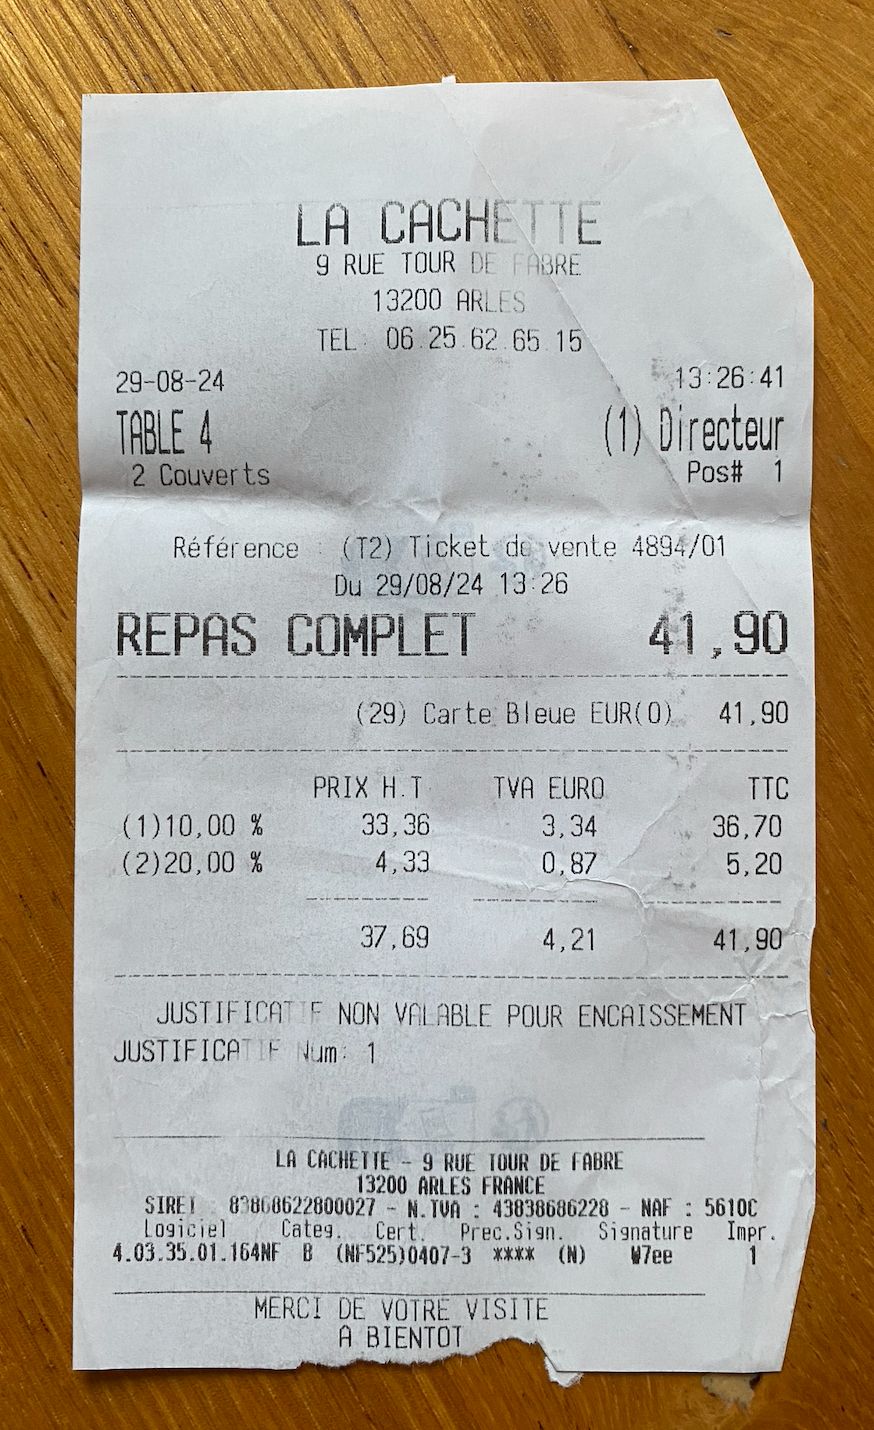 LA CACHETTE
9 RUE TOUR DE FABRE
13200 ARLES
TEL: 06.25.62.65.15
29-08-24 13:26:41
TABLE 4 (1) Directeur
2 Couverts Pos# 1
Référence : (T2) Ticket de vente 4894/01
Du 29/08/24 13:26
REPAS COMPLET 41,90
(29) Carte Bleue EUR(O) 41,90
PRIX H.T TVA EURO TTC
(1)10,00 % 33,36 3,34 36,70
(2)20,00 % 4,33 0,87 5,20
37,69 4,21 41,90
JUSTIFICATIF NON VALABLE POUR ENCAISSEMENT
JUSTIFICATIF Num: 1
LA CACHETTE - 9 RUE TOUR DE FABRE
13200 ARLES FRANCE
SIRET : 83868622800027 - N.TVA : 43838686228 - NAF : 5610C
Logiciel Categ. Cert. Prec.Sign. Signature Impr.
4.03.35.01.164NF B (NF525)0407-3 **** (N) W7ee 1
MERCI DE VOTRE VISITE
A BIENTOT